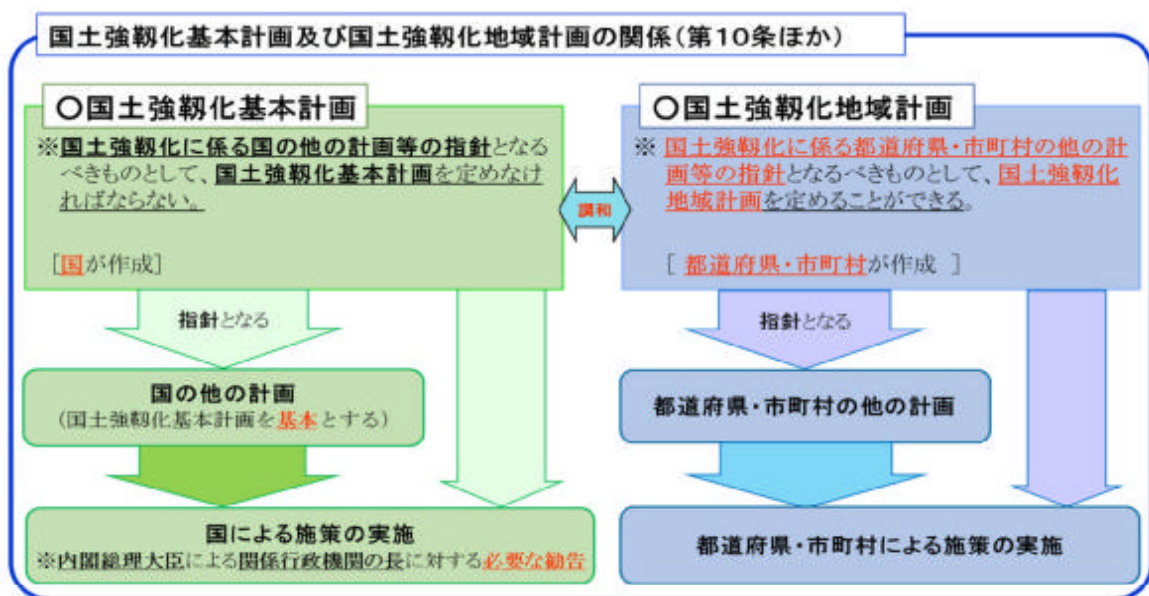 国土強靱化基本計画及び国土強靱化地域計画の関係(第10条ほか)
〇国土強靱化基本計画
※国土強靱化に係る国の他の計画等の指針となる
べきものとして、国土強靱化基本計画を定めなけ
ればならない。
[国が作成]
調和
〇国土強靱化地域計画
※ 国土強靱化に係る都道府県・市町村の他の計
画等の指針となるべきものとして、国土強靱化
地域計画を定めることができる。
[ 都道府県・市町村が作成 ]
指針となる
国の他の計画
(国土強靱化基本計画を基本とする)
国による施策の実施
※内閣総理大臣による関係行政機関の長に対する必要な勧告
指針となる
都道府県・市町村の他の計画
都道府県・市町村による施策の実施